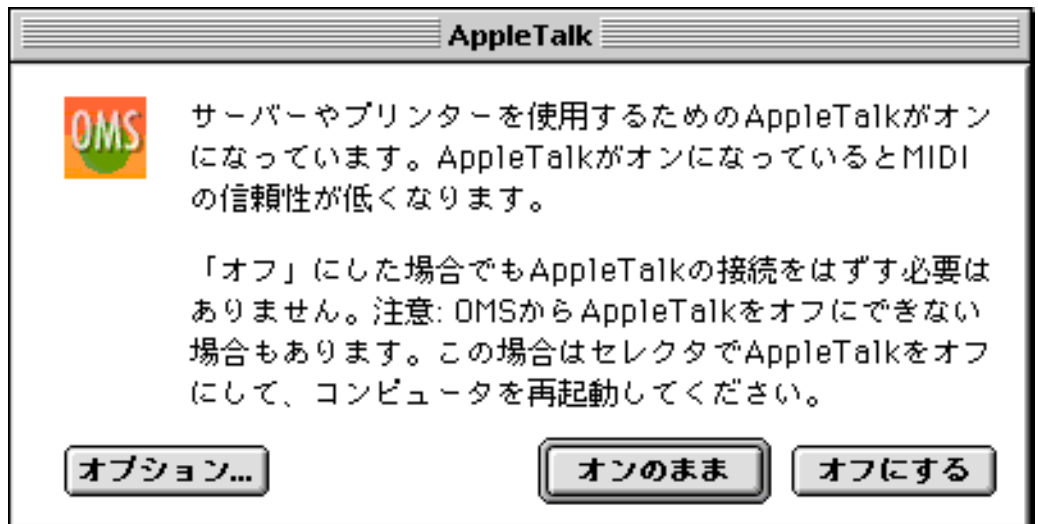 AppleTalk
OMS
サーバーやプリンターを使用するためのAppleTalkがオン
になっています。AppleTalkがオンになっているとMIDI
の信頼性が低くなります。
「オフ」にした場合でもAppleTalkの接続をはずす必要は
ありません。注意: OMSからAppleTalkをオフにできない
場合もあります。この場合はセレクタでAppleTalkをオフ
にして、コンピュータを再起動してください。
オプション...
オンのまま
オフにする